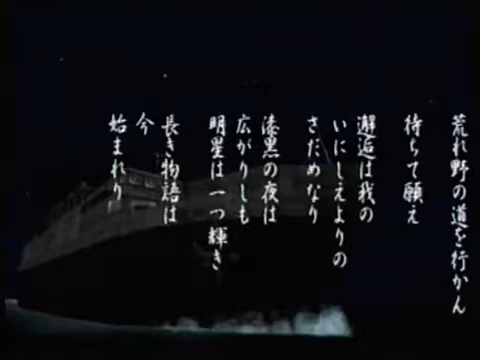 荒れ野の道を行かん
待ちて願え
邂逅は我の
いにしえよりの
さだめなり
漆黒の夜は
広がりしも
明星は一つ輝き
長き物語は
今
始まれり